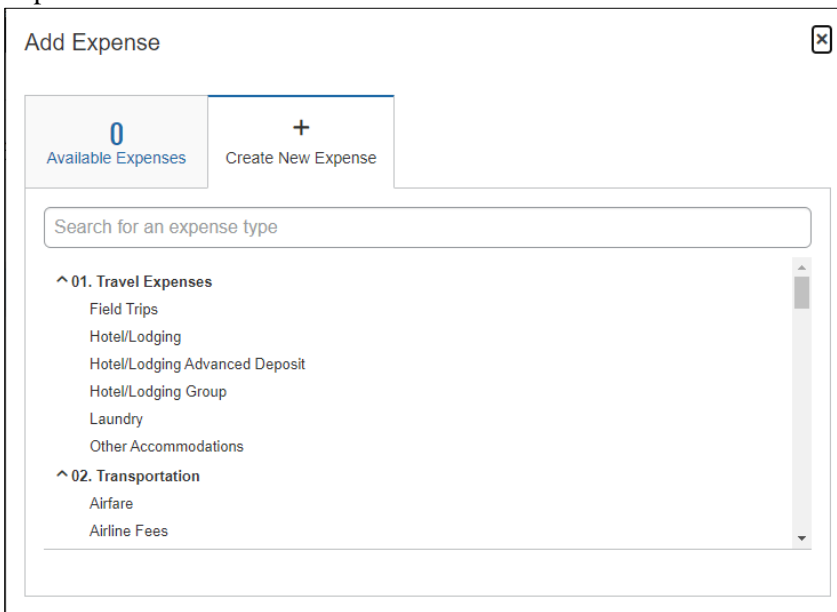 Add Expense
0
Available Expenses
+
Create New Expense
Search for an expense type
01. Travel Expenses
Field Trips
Hotel/Lodging
Hotel/Lodging Advanced Deposit
Hotel/Lodging Group
Laundry
Other Accommodations
02. Transportation
Airfare
Airline Fees